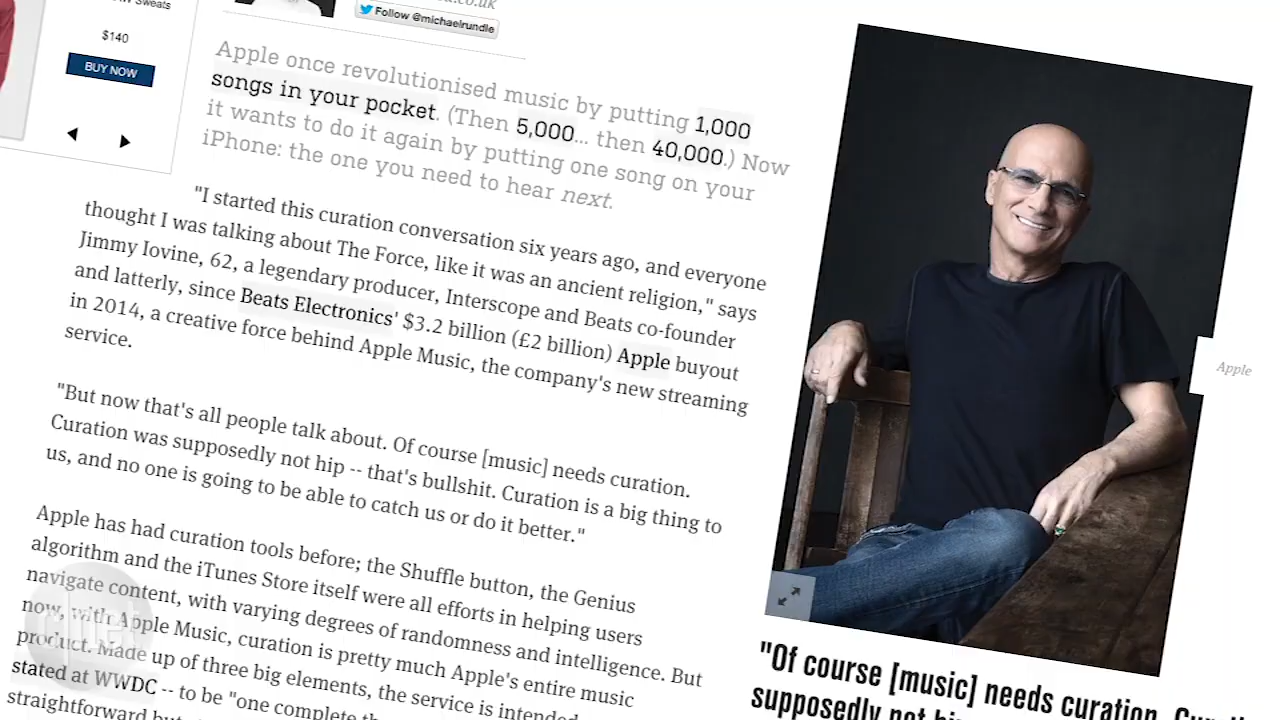 Sweats
$140
BUY NOW
.co.uk
Follow @michaelrundle
Apple once revolutionised music by putting 1,000
songs in your pocket. (Then 5,000... then 40,000.) Now
it wants to do it again by putting one song on your
iPhone: the one you need to hear next.
"I started this curation conversation six years ago, and everyone
thought I was talking about The Force, like it was an ancient religion," says
Jimmy Iovine, 62, a legendary producer, Interscope and Beats co-founder
and latterly, since Beats Electronics' $3.2 billion (£2 billion) Apple buyout
in 2014, a creative force behind Apple Music, the company's new streaming
service.
"But now that's all people talk about. Of course [music] needs curation.
Curation was supposedly not hip -- that's bullshit. Curation is a big thing to
us, and no one is going to be able to catch us or do it better."
Apple has had curation tools before; the Shuffle button, the Genius
algorithm and the iTunes Store itself were all efforts in helping users
navigate content, with varying degrees of randomness and intelligence. But
now, with Apple Music, curation is pretty much Apple's entire music
product. Made up of three big elements, the service is intended
stated at WWDC -- to be "one complete
straightforward
Apple
"Of course [music] needs curation.
supposedly not
cnet